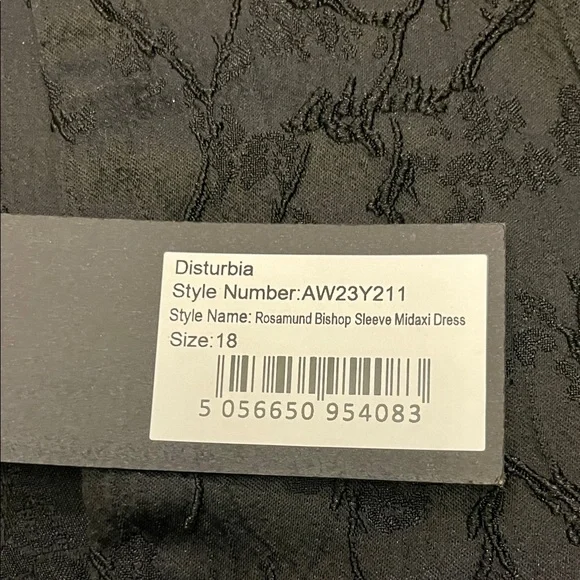 Disturbia
Style Number:AW23Y211
Style Name: Rosamund Bishop Sleeve Midaxi Dress
Size:18
5 056650 954083